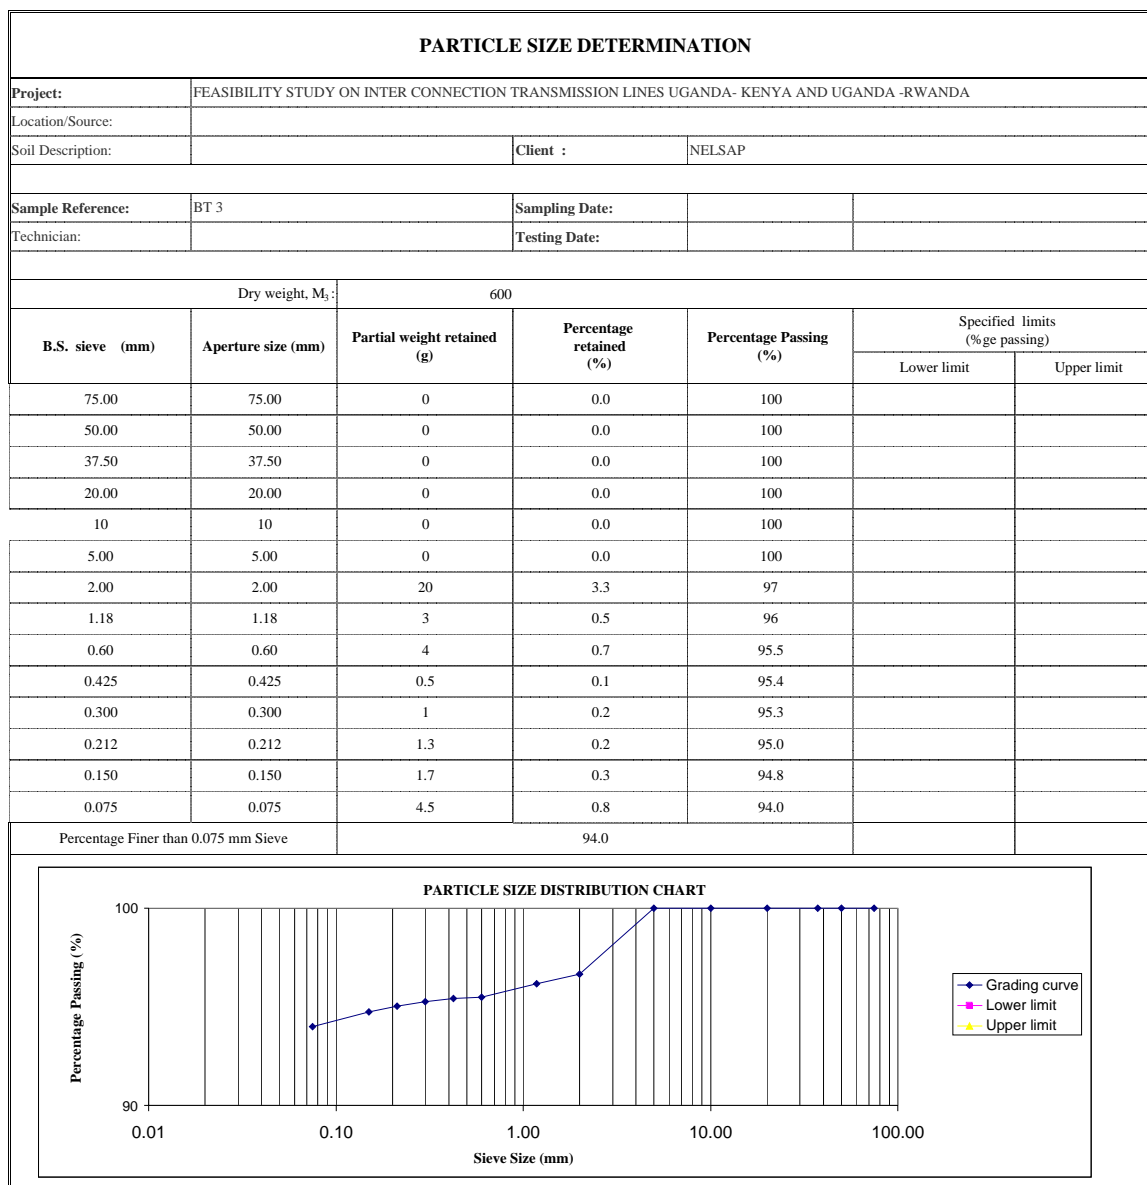 PARTICLE SIZE DETERMINATION
Project: FEASIBILITY STUDY ON INTER CONNECTION TRANSMISSION LINES UGANDA- KENYA AND UGANDA -RWANDA
Location/Source:
Soil Description: Client : NELSAP
Sample Reference: BT 3 Sampling Date:
Technician: Testing Date:
Dry weight, M3 : 600
B.S. sieve (mm) Aperture size (mm) Partial weight retained (g) Percentage retained (%) Percentage Passing (%) Specified limits (%ge passing)
Lower limit Upper limit
75.00 75.00 0 0.0 100
50.00 50.00 0 0.0 100
37.50 37.50 0 0.0 100
20.00 20.00 0 0.0 100
10 10 0 0.0 100
5.00 5.00 0 0.0 100
2.00 2.00 20 3.3 97
1.18 1.18 3 0.5 96
0.60 0.60 4 0.7 95.5
0.425 0.425 0.5 0.1 95.4
0.300 0.300 1 0.2 95.3
0.212 0.212 1.3 0.2 95.0
0.150 0.150 1.7 0.3 94.8
0.075 0.075 4.5 0.8 94.0
Percentage Finer than 0.075 mm Sieve 94.0
PARTICLE SIZE DISTRIBUTION CHART
Percentage Passing (%)
100
90
0.01 0.10 1.00 10.00 100.00
Sieve Size (mm)
Grading curve
Lower limit
Upper limit